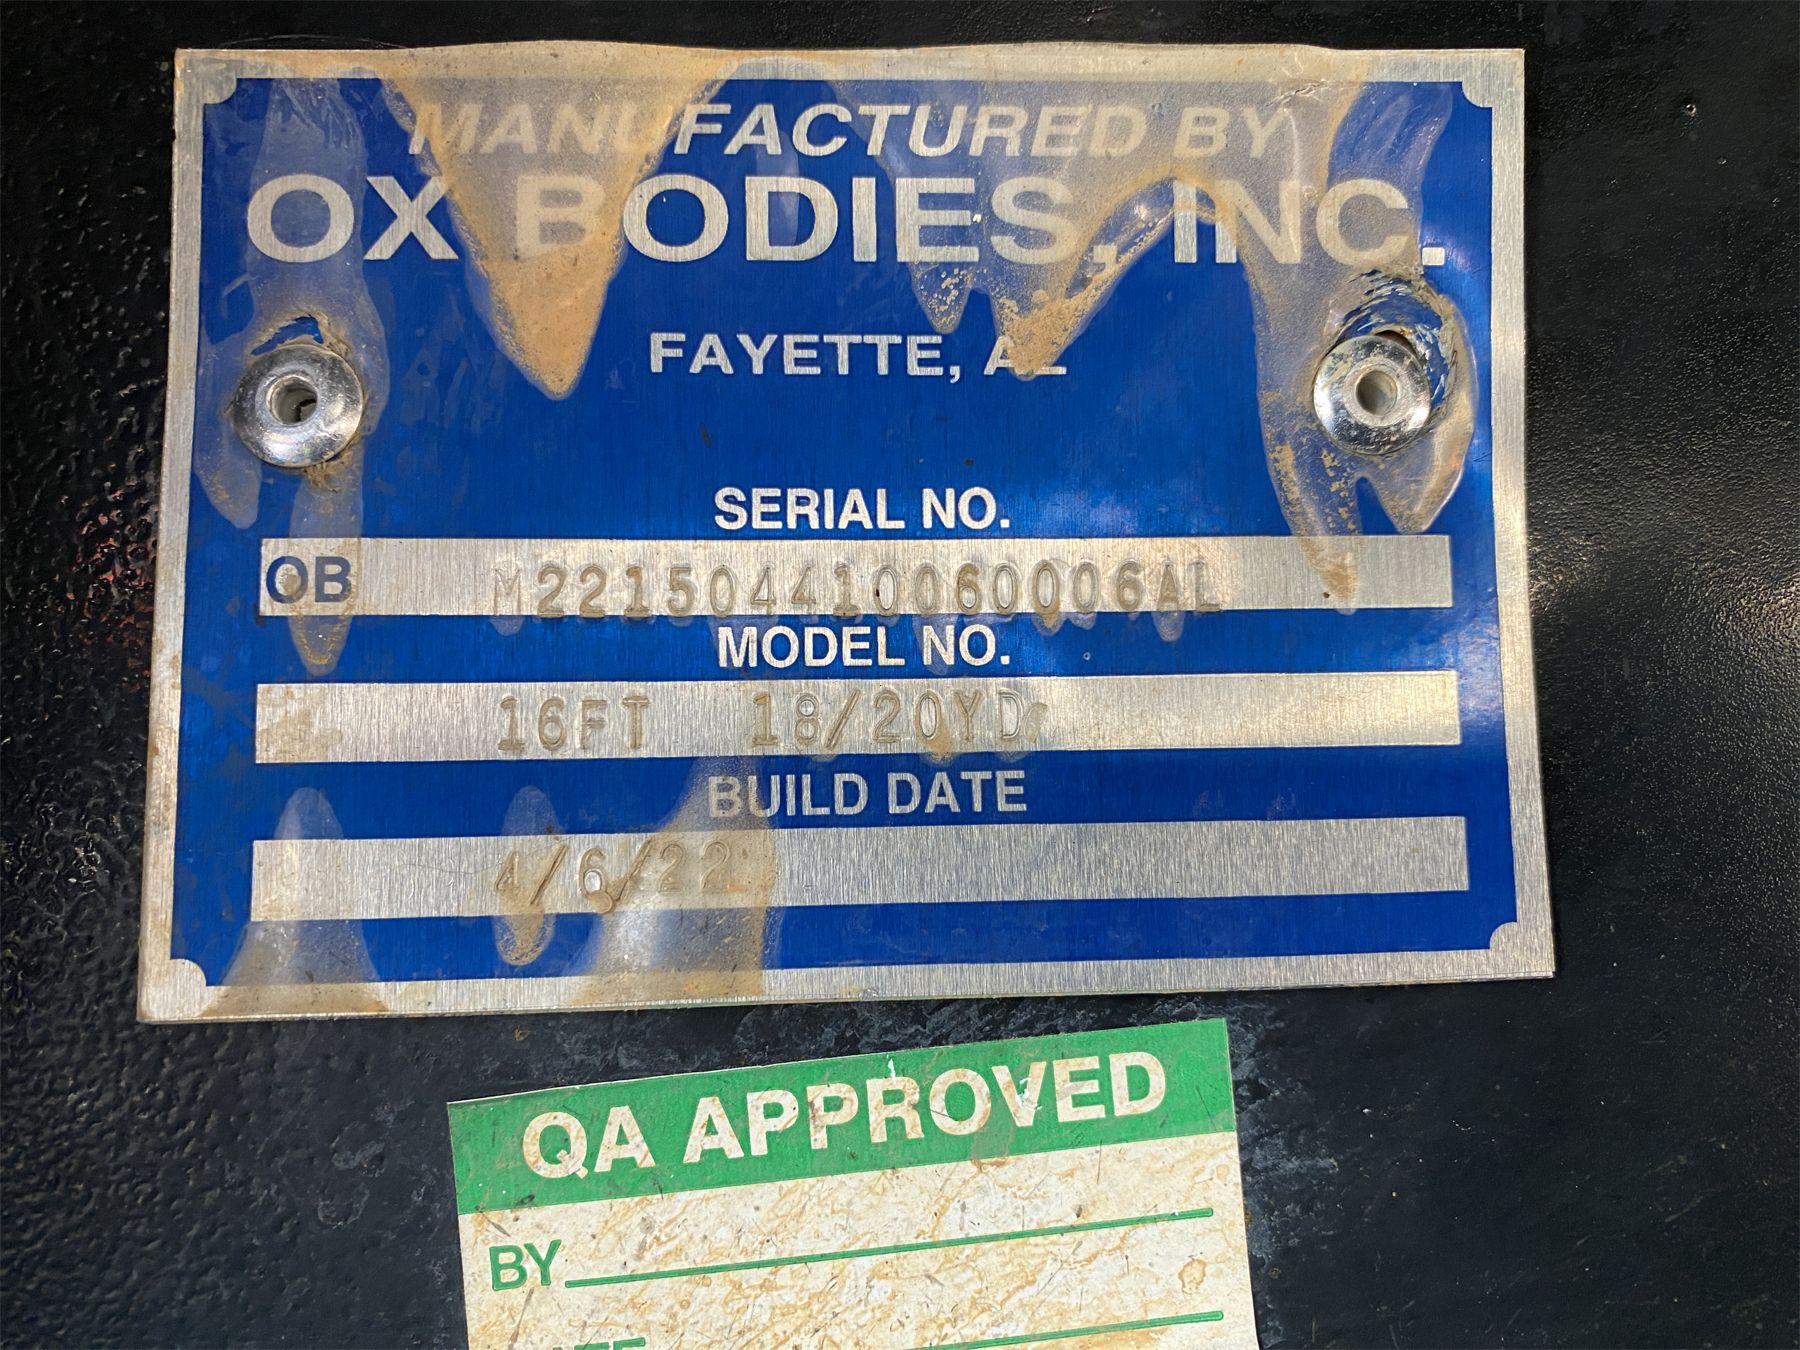 MANUFACTURED BY
OX BODIES, INC.
FAYETTE, AL
SERIAL NO.
OB M221504410060006AL
MODEL NO.
16FT 18/20YD
BUILD DATE
4/6/22
QA APPROVED
BY